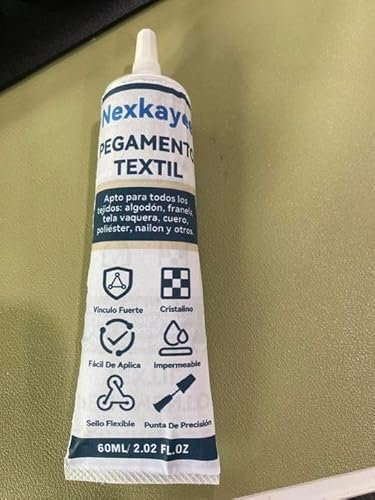 Nexkaye
PEGAMENTO
TEXTIL
Apto para todos los
tejidos: algodón, franela,
tela vaquera, cuero,
poliéster, nailon y otros.
Vínculo Fuerte
Cristalino
Fácil De Aplica
Impermeable
Sello Flexible
Punta De Precisión
60ML/ 2.02 FL.OZ